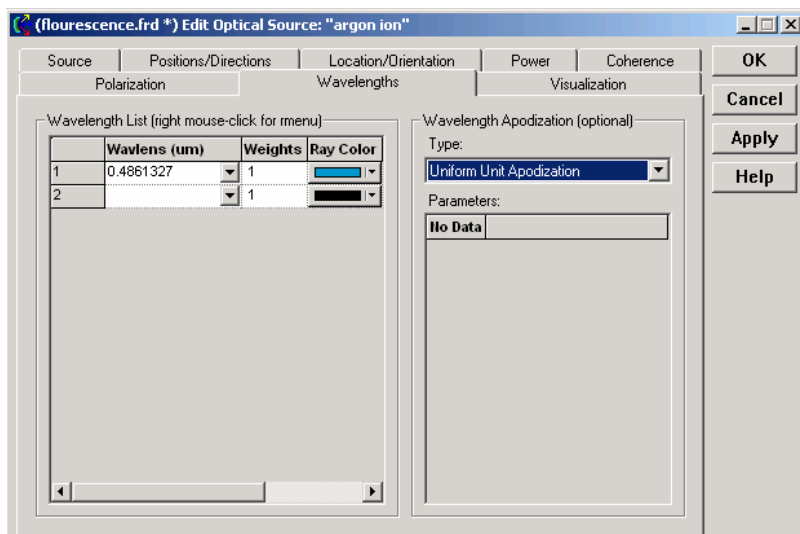 (flourescence.frd *) Edit Optical Source: "argon ion"
Source Positions/Directions Location/Orientation Power Coherence
Polarization Wavelengths Visualization
OK
Cancel
Apply
Help
Wavelength List (right mouse-click for rmenu)
Wavlens (um) Weights Ray Color
1 0.4861327 1
2 1
Wavelength Apodization (optional)
Type:
Uniform Unit Apodization
Parameters:
No Data